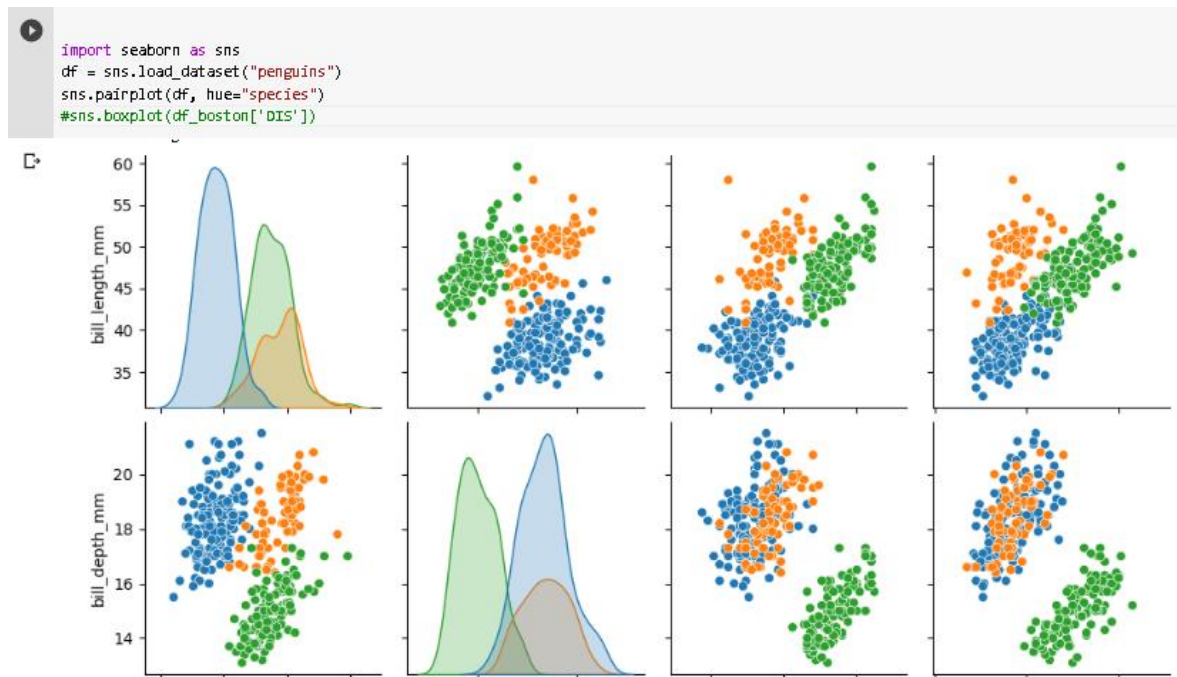 import seaborn as sns
df = sns.load_dataset("penguins")
sns.pairplot(df, hue="species")
#sns.boxplot(df_boston['DIS'])
60
55
50
45
40
35
bill_length_mm
20
18
16
14
bill_depth_mm